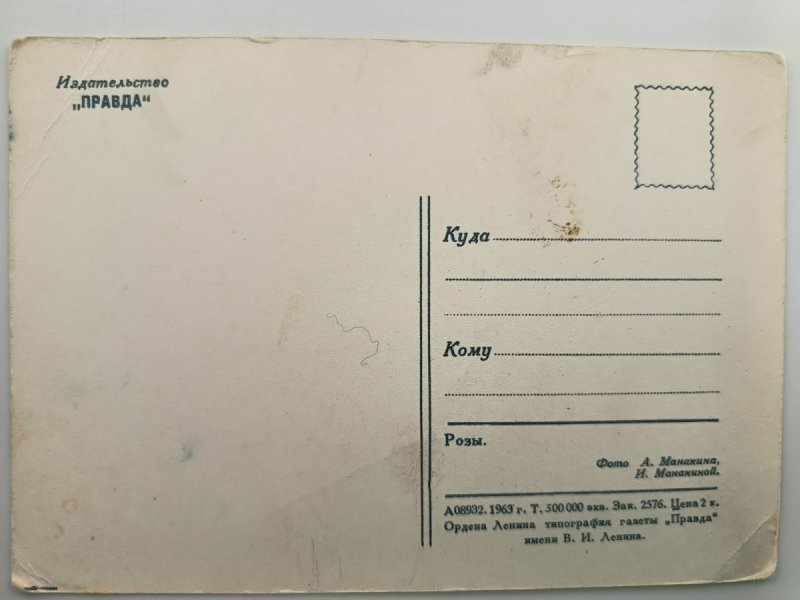 Издательство
„ПРАВДА“
Куда
Кому
Розы.
Фото А. Мананина,
И. Мананиной.
А08932. 1963 г. Т. 500 000 экз. Зак. 2576. Цена 2 к.
Ордена Ленина типография газеты „Правда“
имени В. И. Ленина.